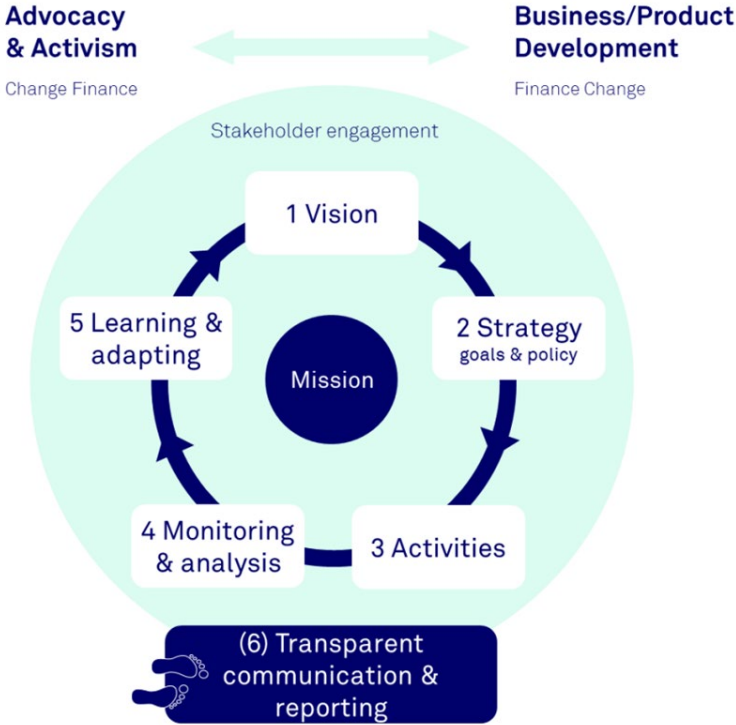 Advocacy
& Activism
Change Finance
Business/Product
Development
Finance Change
Stakeholder engagement
1 Vision
2 Strategy
goals & policy
3 Activities
4 Monitoring
& analysis
5 Learning &
adapting
Mission
(6) Transparent
communication &
reporting